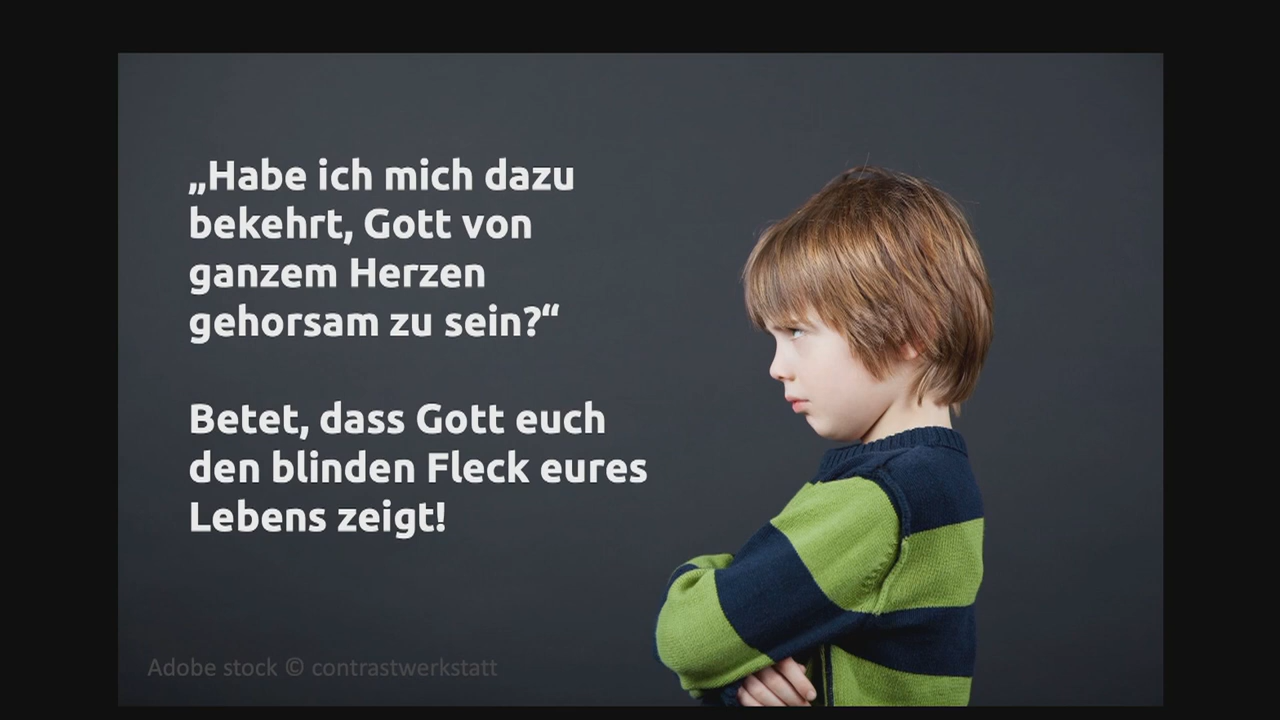 „Habe ich mich dazu
bekehrt, Gott von
ganzem Herzen
gehorsam zu sein?“
Betet, dass Gott euch
den blinden Fleck eures
Lebens zeigt!
Adobe stock © contrastwerkstatt